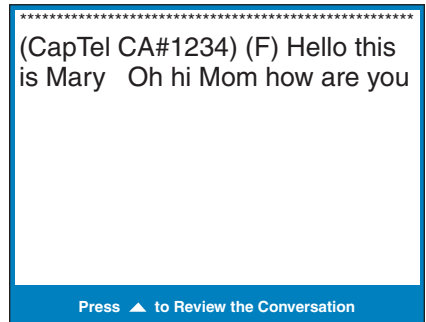 ******************************************************
(CapTel CA#1234) (F) Hello this
is Mary   Oh hi Mom how are you
Press ▲ to Review the Conversation